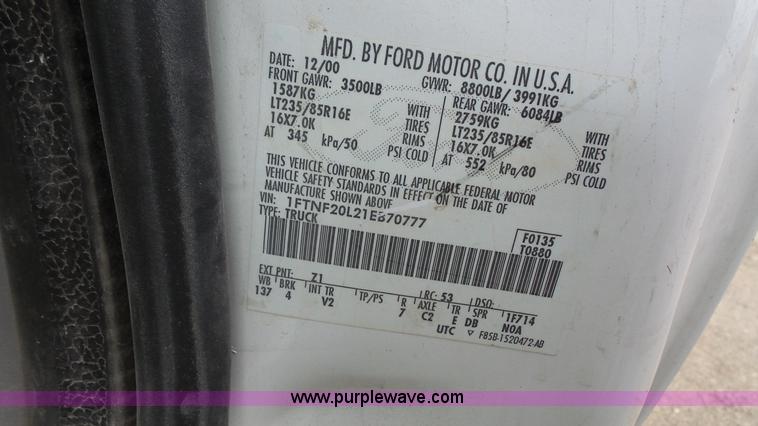 MFD. BY FORD MOTOR CO. IN U.S.A.
DATE: 12/00 GVWR: 8800LB/ 3991KG
FRONT GAWR: 3500LB REAR GAWR: 6084LB
1587KG WITH 2759KG WITH
LT235/85R16E TIRES LT235/85R16E TIRES
16X7.0K RIMS 16X7.0K RIMS
AT 345 kPa/50 PSI COLD AT 552 kPa/80 PSI COLD
THIS VEHICLE CONFORMS TO ALL APPLICABLE FEDERAL MOTOR
VEHICLE SAFETY STANDARDS IN EFFECT ON THE DATE OF
MANUFACTURE SHOWN ABOVE
VIN: 1FTNF20L21EB70777
TYPE: TRUCK
F0135
T0880
EXT PNT: Z1 RC: 53 DSO:
WB BRK INT TR TP/PS R AXLE TR SPR 1F714
137 4 V2 7 C2 E DB N0A
UTC ▽ F85B-1520472-AB
www.purplewave.com